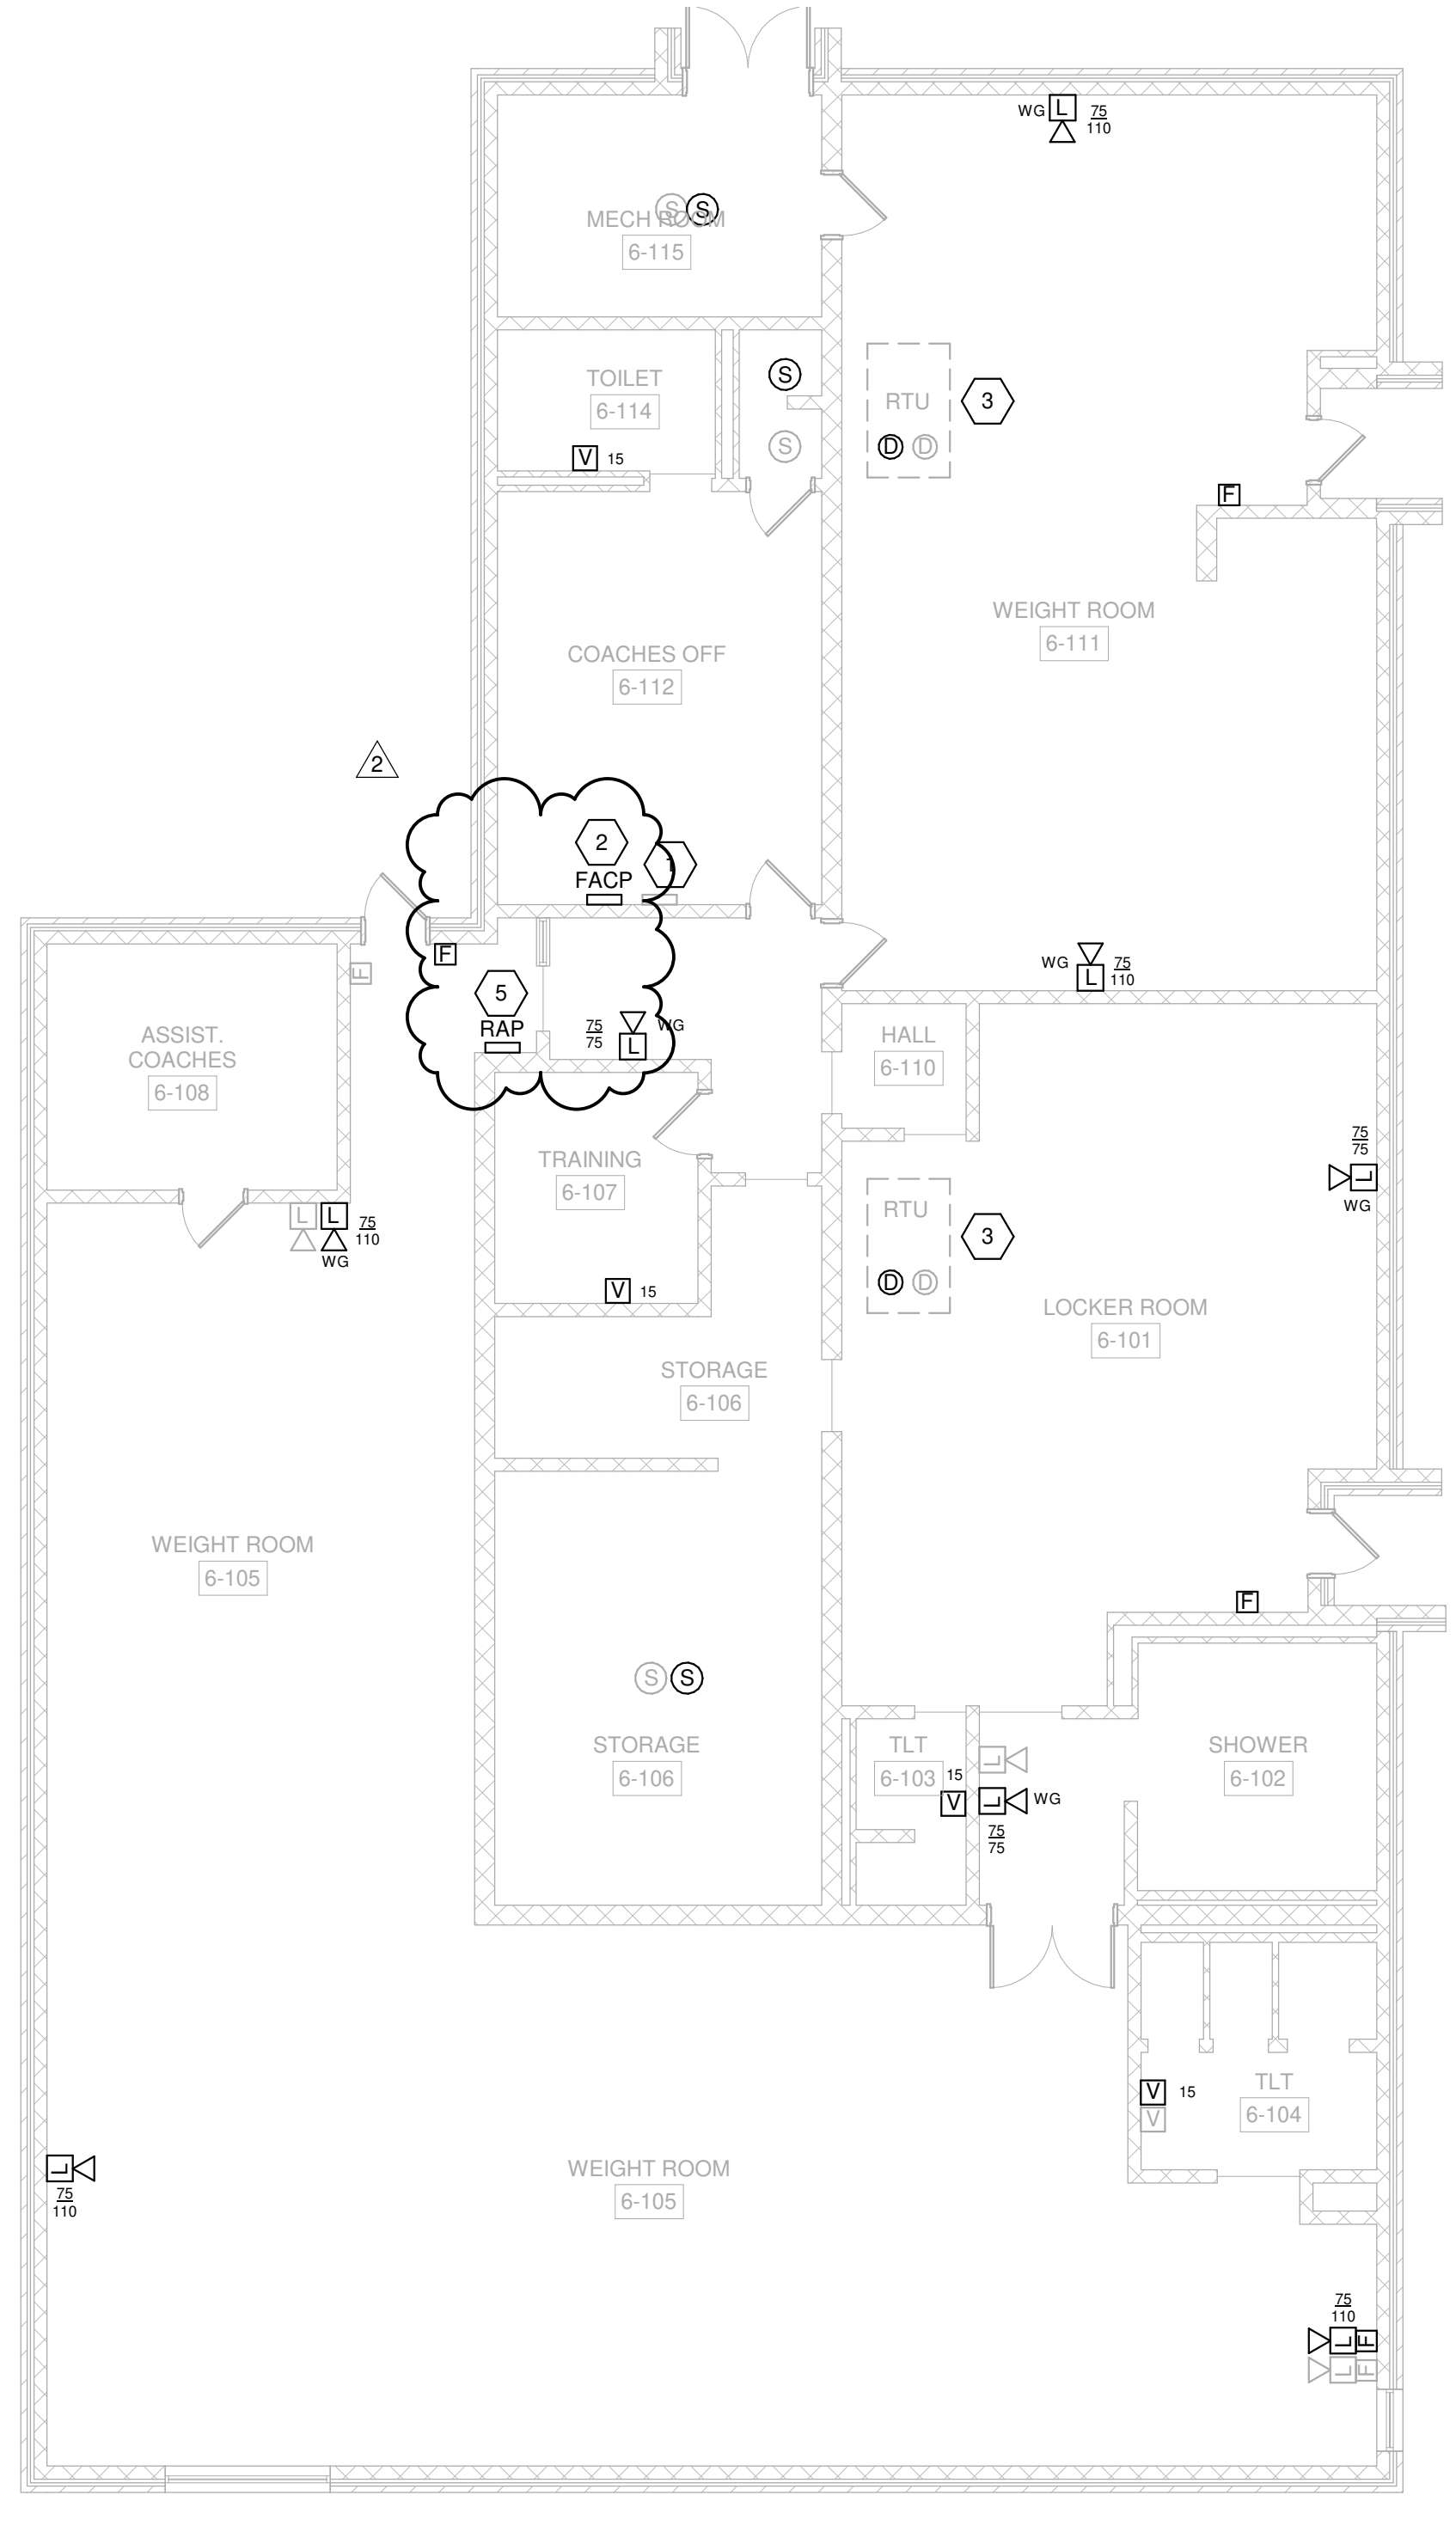 WG L 75
110
S S
MECH ROOM
6-115
TOILET
6-114
V 15
S
S
RTU
3
D D
F
WEIGHT ROOM
6-111
COACHES OFF
6-112
2
2
1
FACP
F
F
5
RAP
75
75
L
WG
WG
L
75
110
ASSIST.
COACHES
6-108
HALL
6-110
75
75
L
WG
TRAINING
6-107
RTU
3
D D
L L 75
110
WG
V 15
LOCKER ROOM
6-101
STORAGE
6-106
WEIGHT ROOM
6-105
F
S S
STORAGE
6-106
TLT
6-103
15
V
L
L WG
75
75
SHOWER
6-102
V 15
V
TLT
6-104
L
75
110
WEIGHT ROOM
6-105
75
110
L F
L F